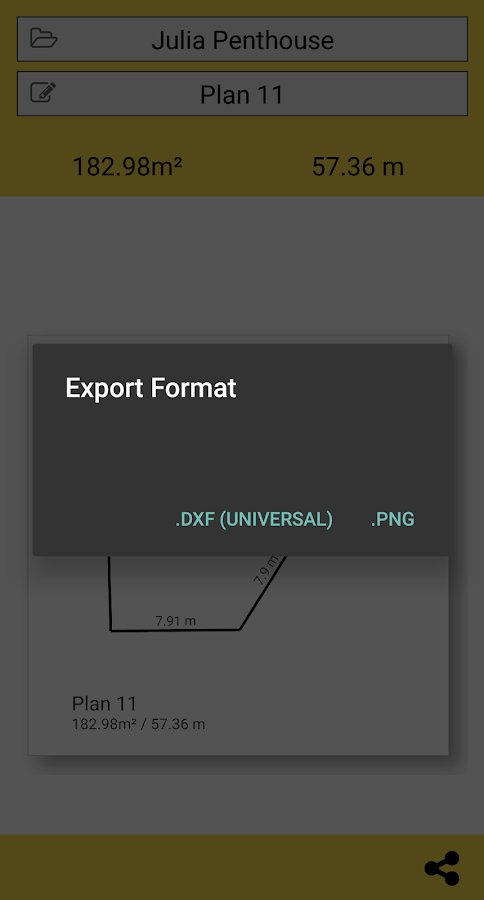 Julia Penthouse
Plan 11
182.98m² 57.36 m
Export Format
.DXF (UNIVERSAL) .PNG
7.9 m
7.91 m
Plan 11
182.98m² / 57.36 m